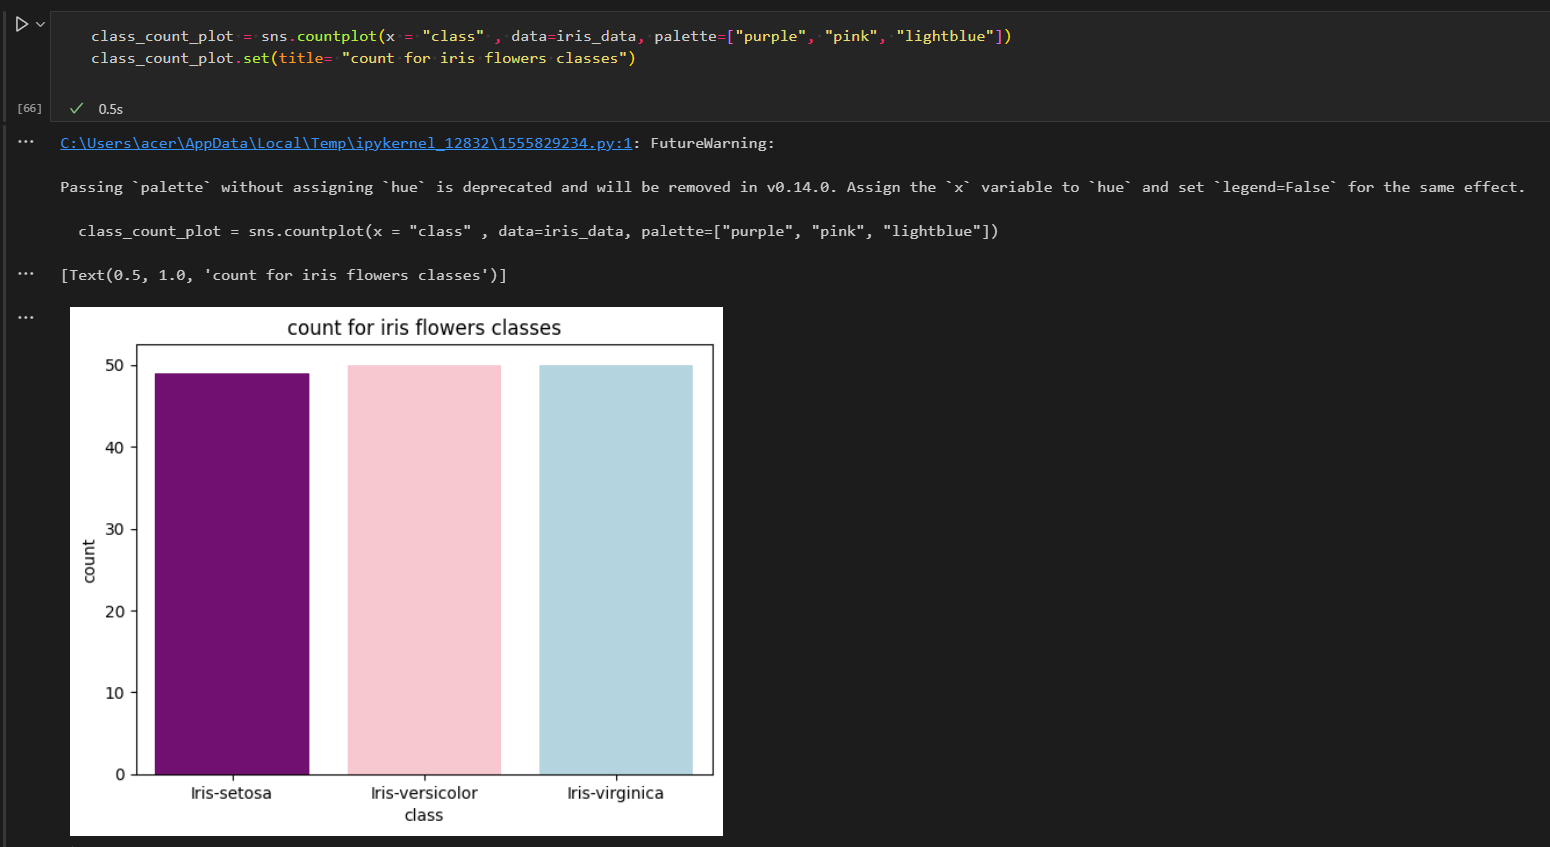 class_count_plot = sns.countplot(x = "class" , data=iris_data, palette=["purple", "pink", "lightblue"])
class_count_plot.set(title= "count for iris flowers classes")
[66]
0.5s
C:\Users\acer\AppData\Local\Temp\ipykernel_12832\1555829234.py:1: FutureWarning:
Passing `palette` without assigning `hue` is deprecated and will be removed in v0.14.0. Assign the `x` variable to `hue` and set `legend=False` for the same effect.
class_count_plot = sns.countplot(x = "class" , data=iris_data, palette=["purple", "pink", "lightblue"])
[Text(0.5, 1.0, 'count for iris flowers classes')]
count for iris flowers classes
50
40
30
20
10
0
count
Iris-setosa Iris-versicolor Iris-virginica
class